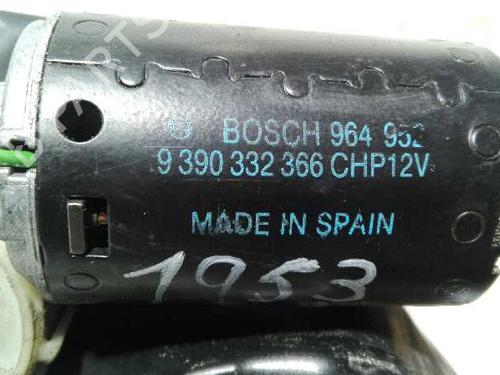 BOSCH 964 952
9 390 332 366 CHP12V
MADE IN SPAIN
1953